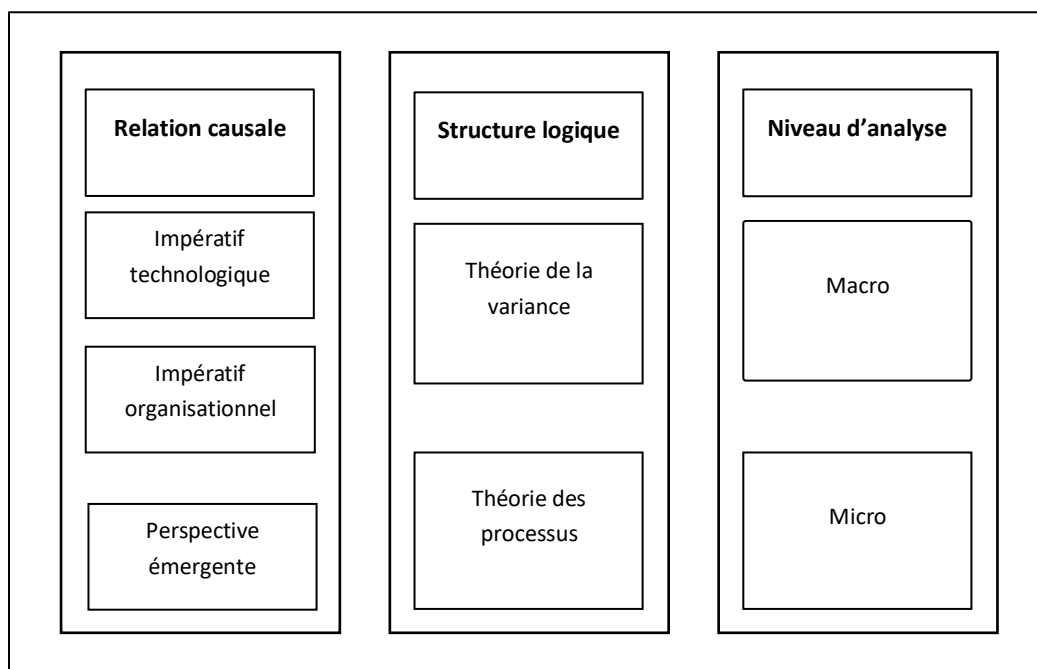 Relation causale
Impératif
technologique
Impératif
organisationnel
Perspective
émergente
Structure logique
Théorie de la
variance
Théorie des
processus
Niveau d’analyse
Macro
Micro